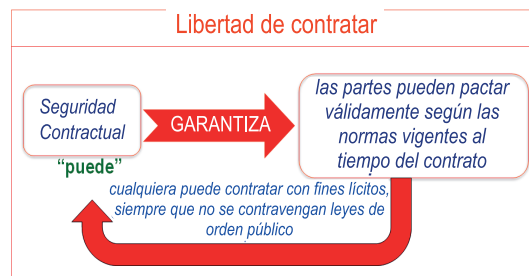 Libertad de contratar
Seguridad
Contractual
GARANTIZA
las partes pueden pactar
válidamente según las
normas vigentes al
tiempo del contrato
“puede”
cualquiera puede contratar con fines lícitos,
siempre que no se contravengan leyes de
orden público